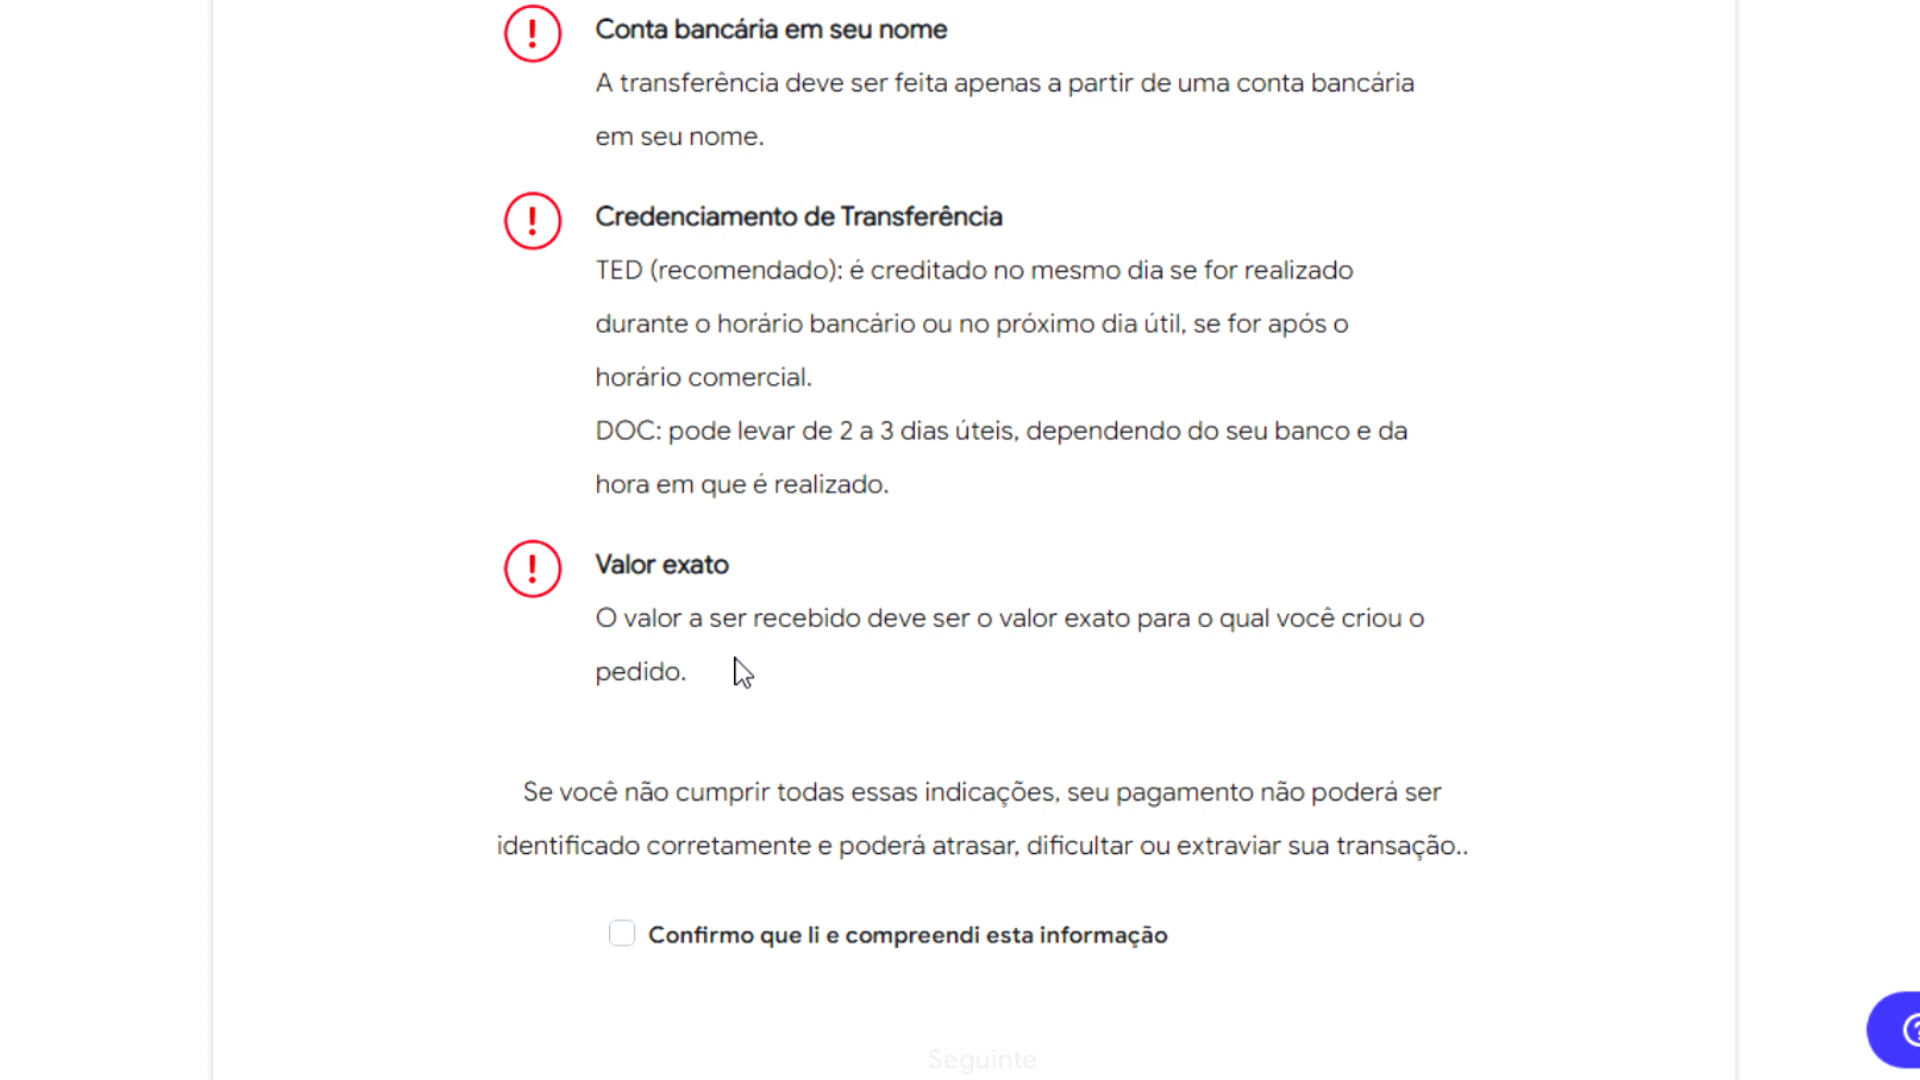 Conta bancária em seu nome
A transferência deve ser feita apenas a partir de uma conta bancária
em seu nome.
Credenciamento de Transferência
TED (recomendado): é creditado no mesmo dia se for realizado
durante o horário bancário ou no próximo dia útil, se for após o
horário comercial.
DOC: pode levar de 2 a 3 dias úteis, dependendo do seu banco e da
hora em que é realizado.
Valor exato
O valor a ser recebido deve ser o valor exato para o qual você criou o
pedido.
Se você não cumprir todas essas indicações, seu pagamento não poderá ser
identificado corretamente e poderá atrasar, dificultar ou extraviar sua transação..
Confirmo que li e compreendi esta informação
Seguinte